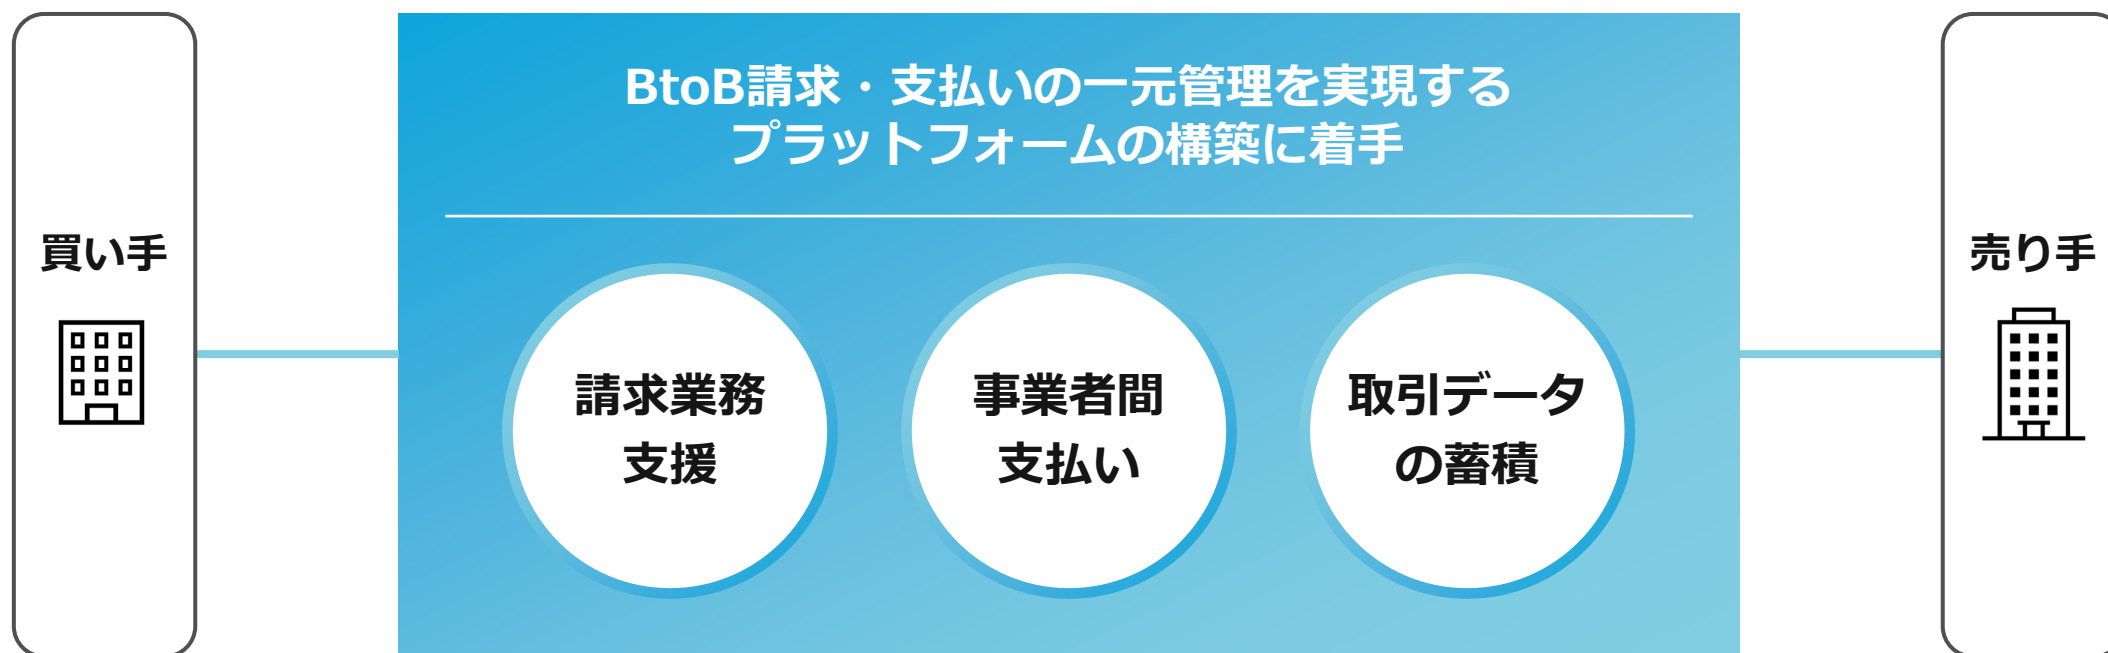 買い手
BtoB請求・支払いの一元管理を実現する
プラットフォームの構築に着手
請求業務
支援
事業者間
支払い
取引データ
の蓄積
売り手